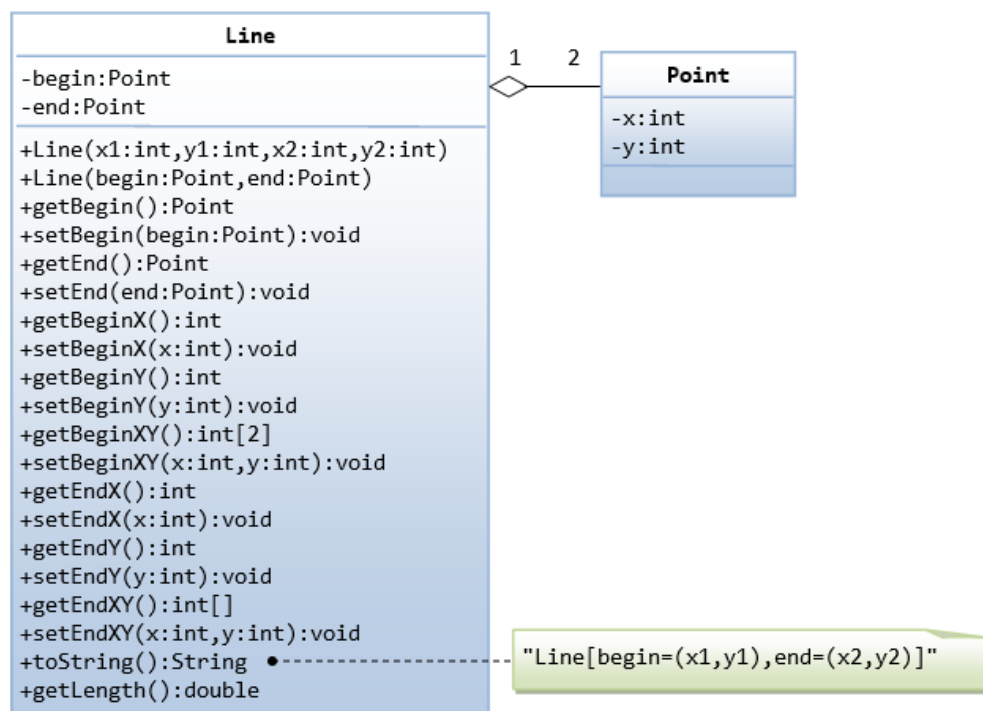 Line
-begin:Point
-end:Point
+Line(x1:int,y1:int,x2:int,y2:int)
+Line(begin:Point,end:Point)
+getBegin():Point
+setBegin(begin:Point):void
+getEnd():Point
+setEnd(end:Point):void
+getBeginX():int
+setBeginX(x:int):void
+getBeginY():int
+setBeginY(y:int):void
+getBeginXY():int[2]
+setBeginXY(x:int,y:int):void
+getEndX():int
+setEndX(x:int):void
+getEndY():int
+setEndY(y:int):void
+getEndXY():int[]
+setEndXY(x:int,y:int):void
+toString():String
+getLength():double
1 2
Point
-x:int
-y:int
"Line[begin=(x1,y1),end=(x2,y2)]"